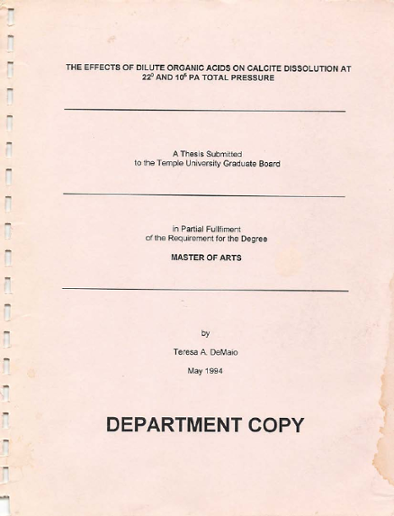 THE EFFECTS OF DILUTE ORGANIC ACIDS ON CALCITE DISSOLUTION AT
22⁰ AND 10⁵ PA TOTAL PRESSURE
A Thesis Submitted
to the Temple University Graduate Board
in Partial Fullfiment
of the Requirement for the Degree
MASTER OF ARTS
by
Teresa A. DeMaio
May 1994
DEPARTMENT COPY